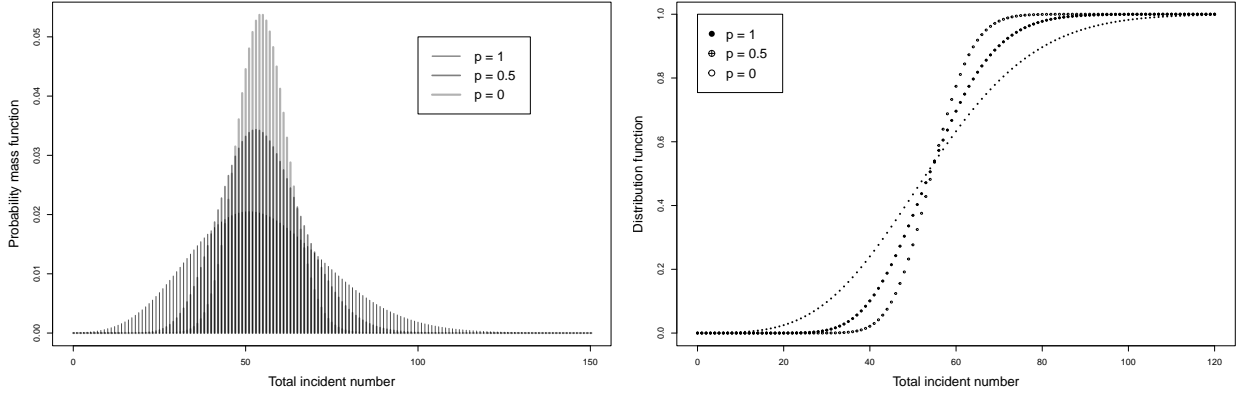 Probability mass function
0.05
0.04
0.03
0.02
0.01
0.00
p = 1
p = 0.5
p = 0
0
50
100
150
Total incident number
Distribution function
1.0
0.8
0.6
0.4
0.2
0.0
p = 1
p = 0.5
p = 0
0
20
40
60
80
100
120
Total incident number